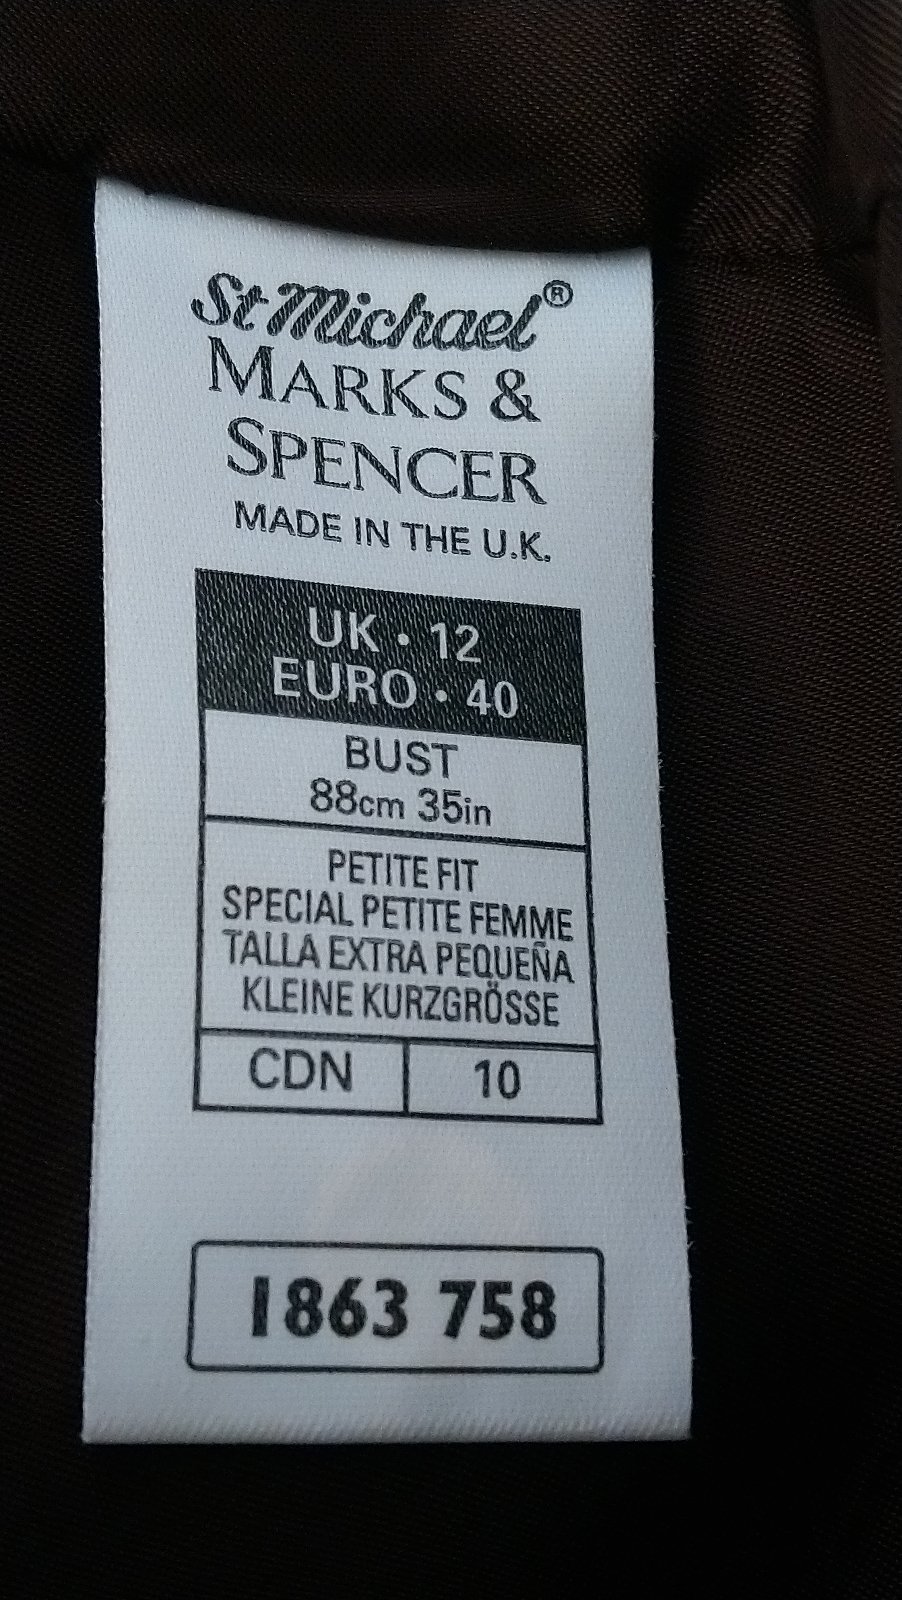 St Michael®
MARKS &
SPENCER
MADE IN THE U.K.
UK · 12
EURO · 40
BUST
88cm 35in
PETITE FIT
SPECIAL PETITE FEMME
TALLA EXTRA PEQUEÑA
KLEINE KURZGRÖSSE
CDN 10
1863 758